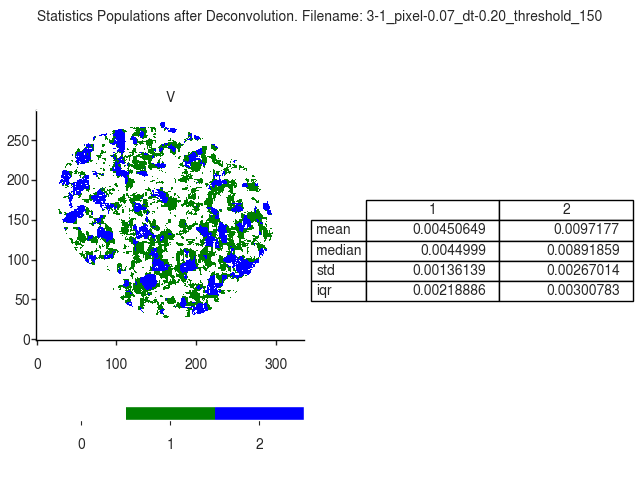 Statistics Populations after Deconvolution. Filename: 3-1_pixel-0.07_dt-0.20_threshold_150
V
250
200
150
100
50
0
0 100 200 300
1 2
mean 0.00450649 0.0097177
median 0.0044999 0.00891859
std 0.00136139 0.00267014
iqr 0.00218886 0.00300783
0 1 2